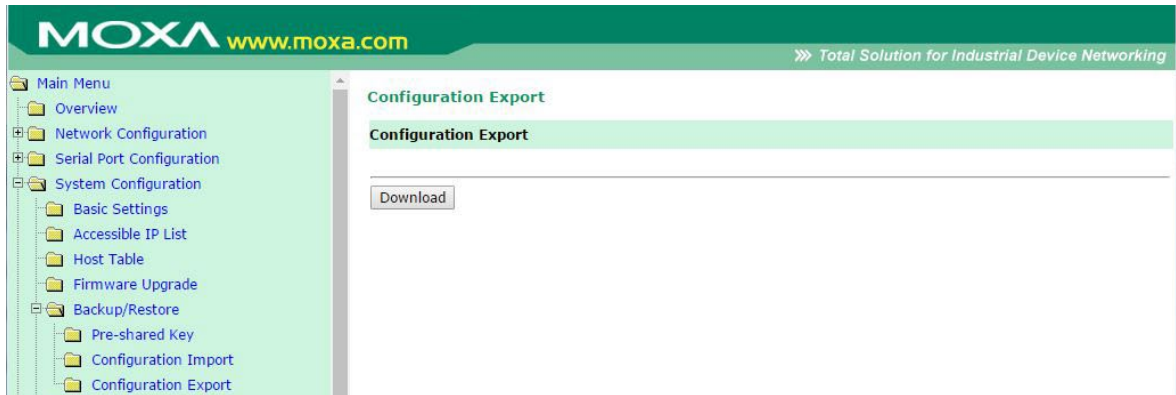 MOXA www.moxa.com
Total Solution for Industrial Device Networking
Main Menu
Overview
Network Configuration
Serial Port Configuration
System Configuration
Basic Settings
Accessible IP List
Host Table
Firmware Upgrade
Backup/Restore
Pre-shared Key
Configuration Import
Configuration Export
Configuration Export
Configuration Export
Download